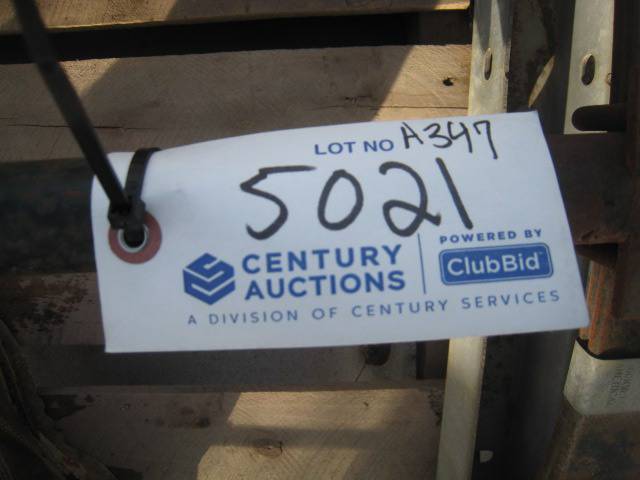 LOT NO A347
5021
CENTURY AUCTIONS
POWERED BY
ClubBid
A DIVISION OF CENTURY SERVICES